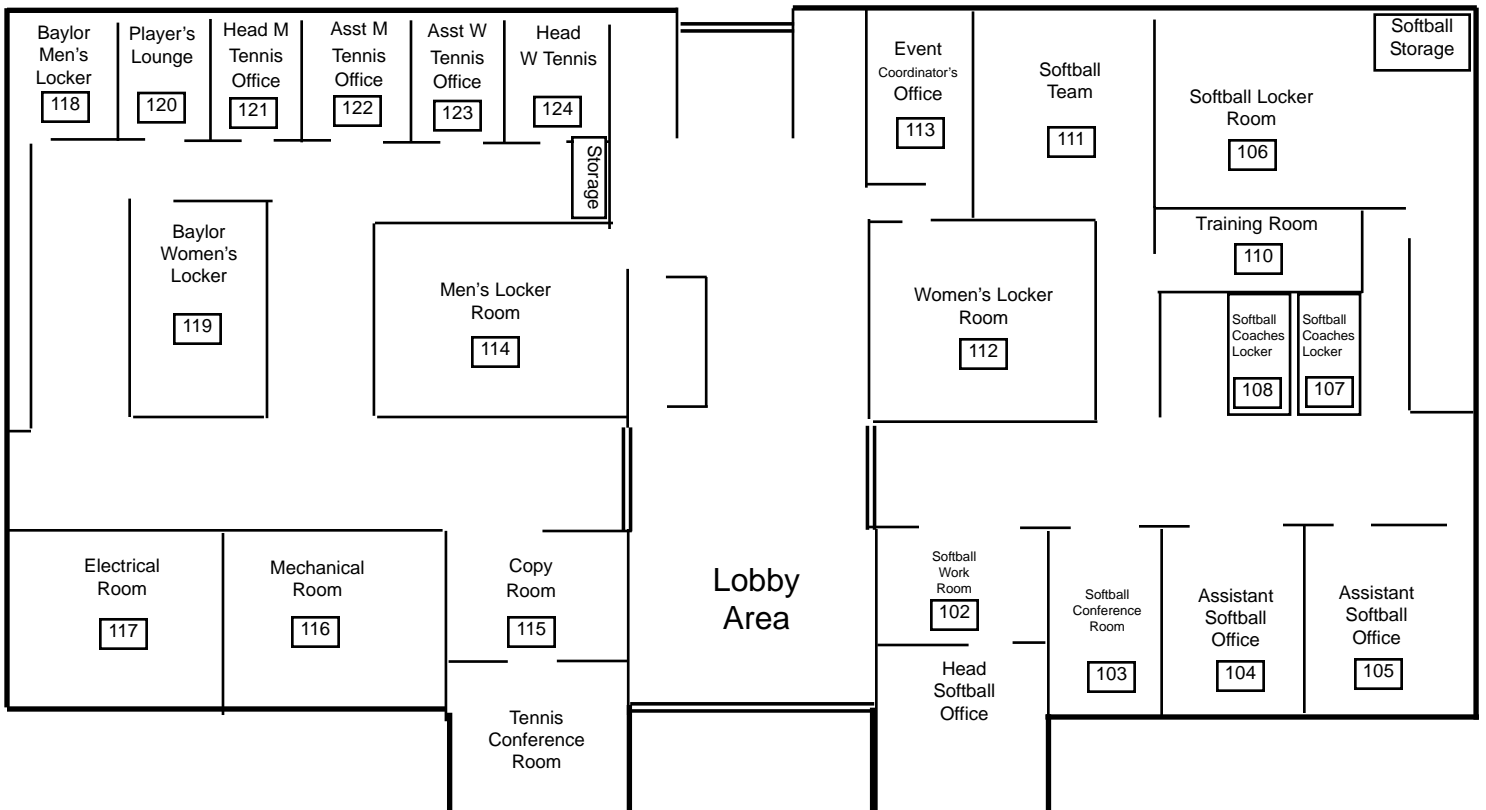 Baylor
Men's
Locker
118
Player's
Lounge
120
Head M
Tennis
Office
121
Asst M
Tennis
Office
122
Asst W
Tennis
Office
123
Head
W Tennis
124
Storage
Event
Coordinator's
Office
113
Softball
Team
111
Softball Locker
Room
106
Softball
Storage
Baylor
Women's
Locker
119
Men's Locker
Room
114
Women's Locker
Room
112
Training Room
110
Softball
Coaches
Locker
108
Softball
Coaches
Locker
107
Electrical
Room
117
Mechanical
Room
116
Copy
Room
115
Tennis
Conference
Room
Lobby
Area
Softball
Work
Room
102
Head
Softball
Office
Softball
Conference
Room
103
Assistant
Softball
Office
104
Assistant
Softball
Office
105